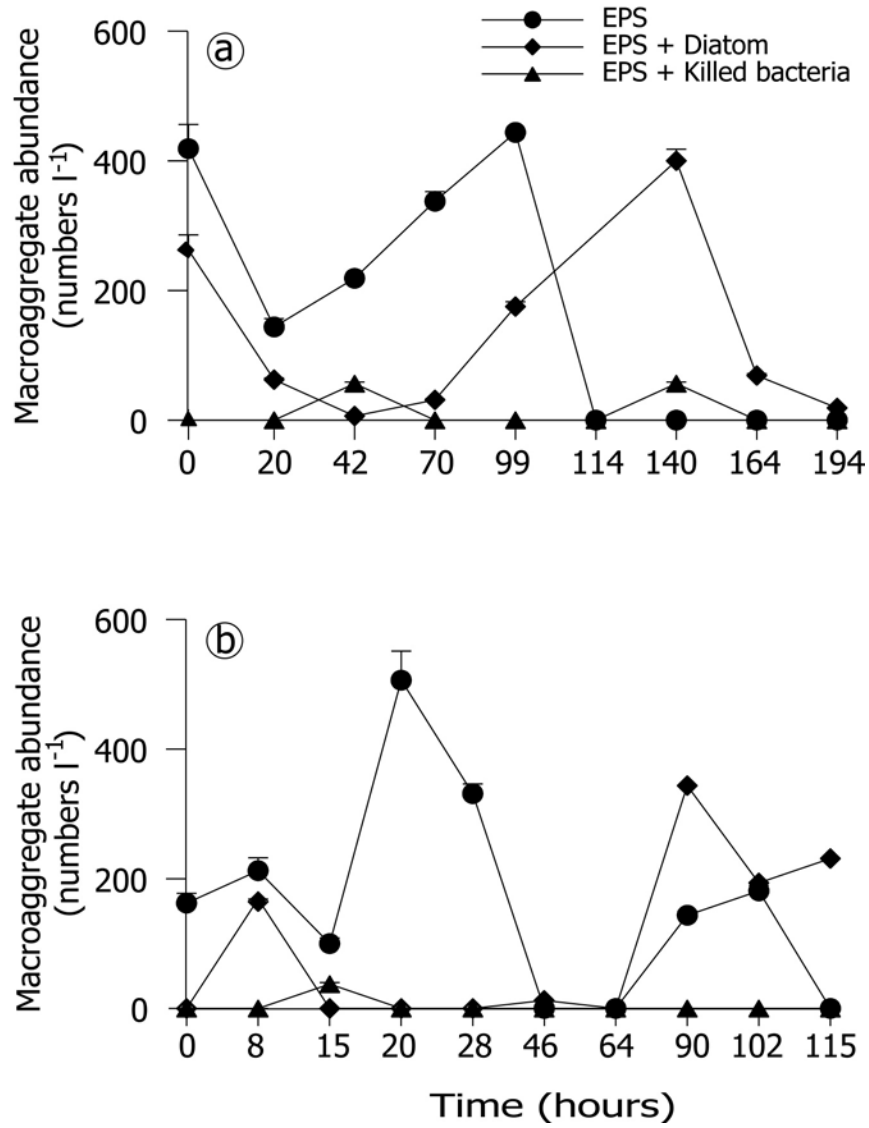 EPS
EPS + Diatom
EPS + Killed bacteria
a
Macroaggregate abundance
(numbers l⁻¹)
600
400
200
0
0 20 42 70 99 114 140 164 194
b
Macroaggregate abundance
(numbers l⁻¹)
600
400
200
0
0 8 15 20 28 46 64 90 102 115
Time (hours)